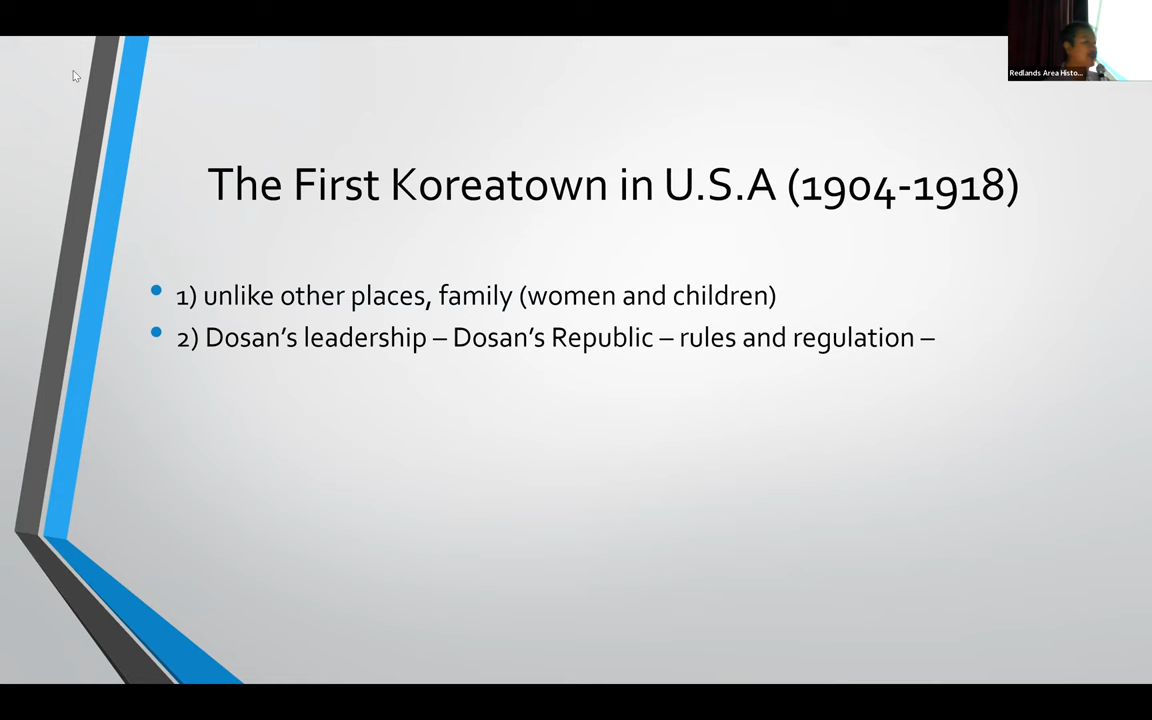 Redlands Area Histo...
The First Koreatown in U.S.A (1904-1918)
• 1) unlike other places, family (women and children)
• 2) Dosan’s leadership – Dosan’s Republic – rules and regulation –